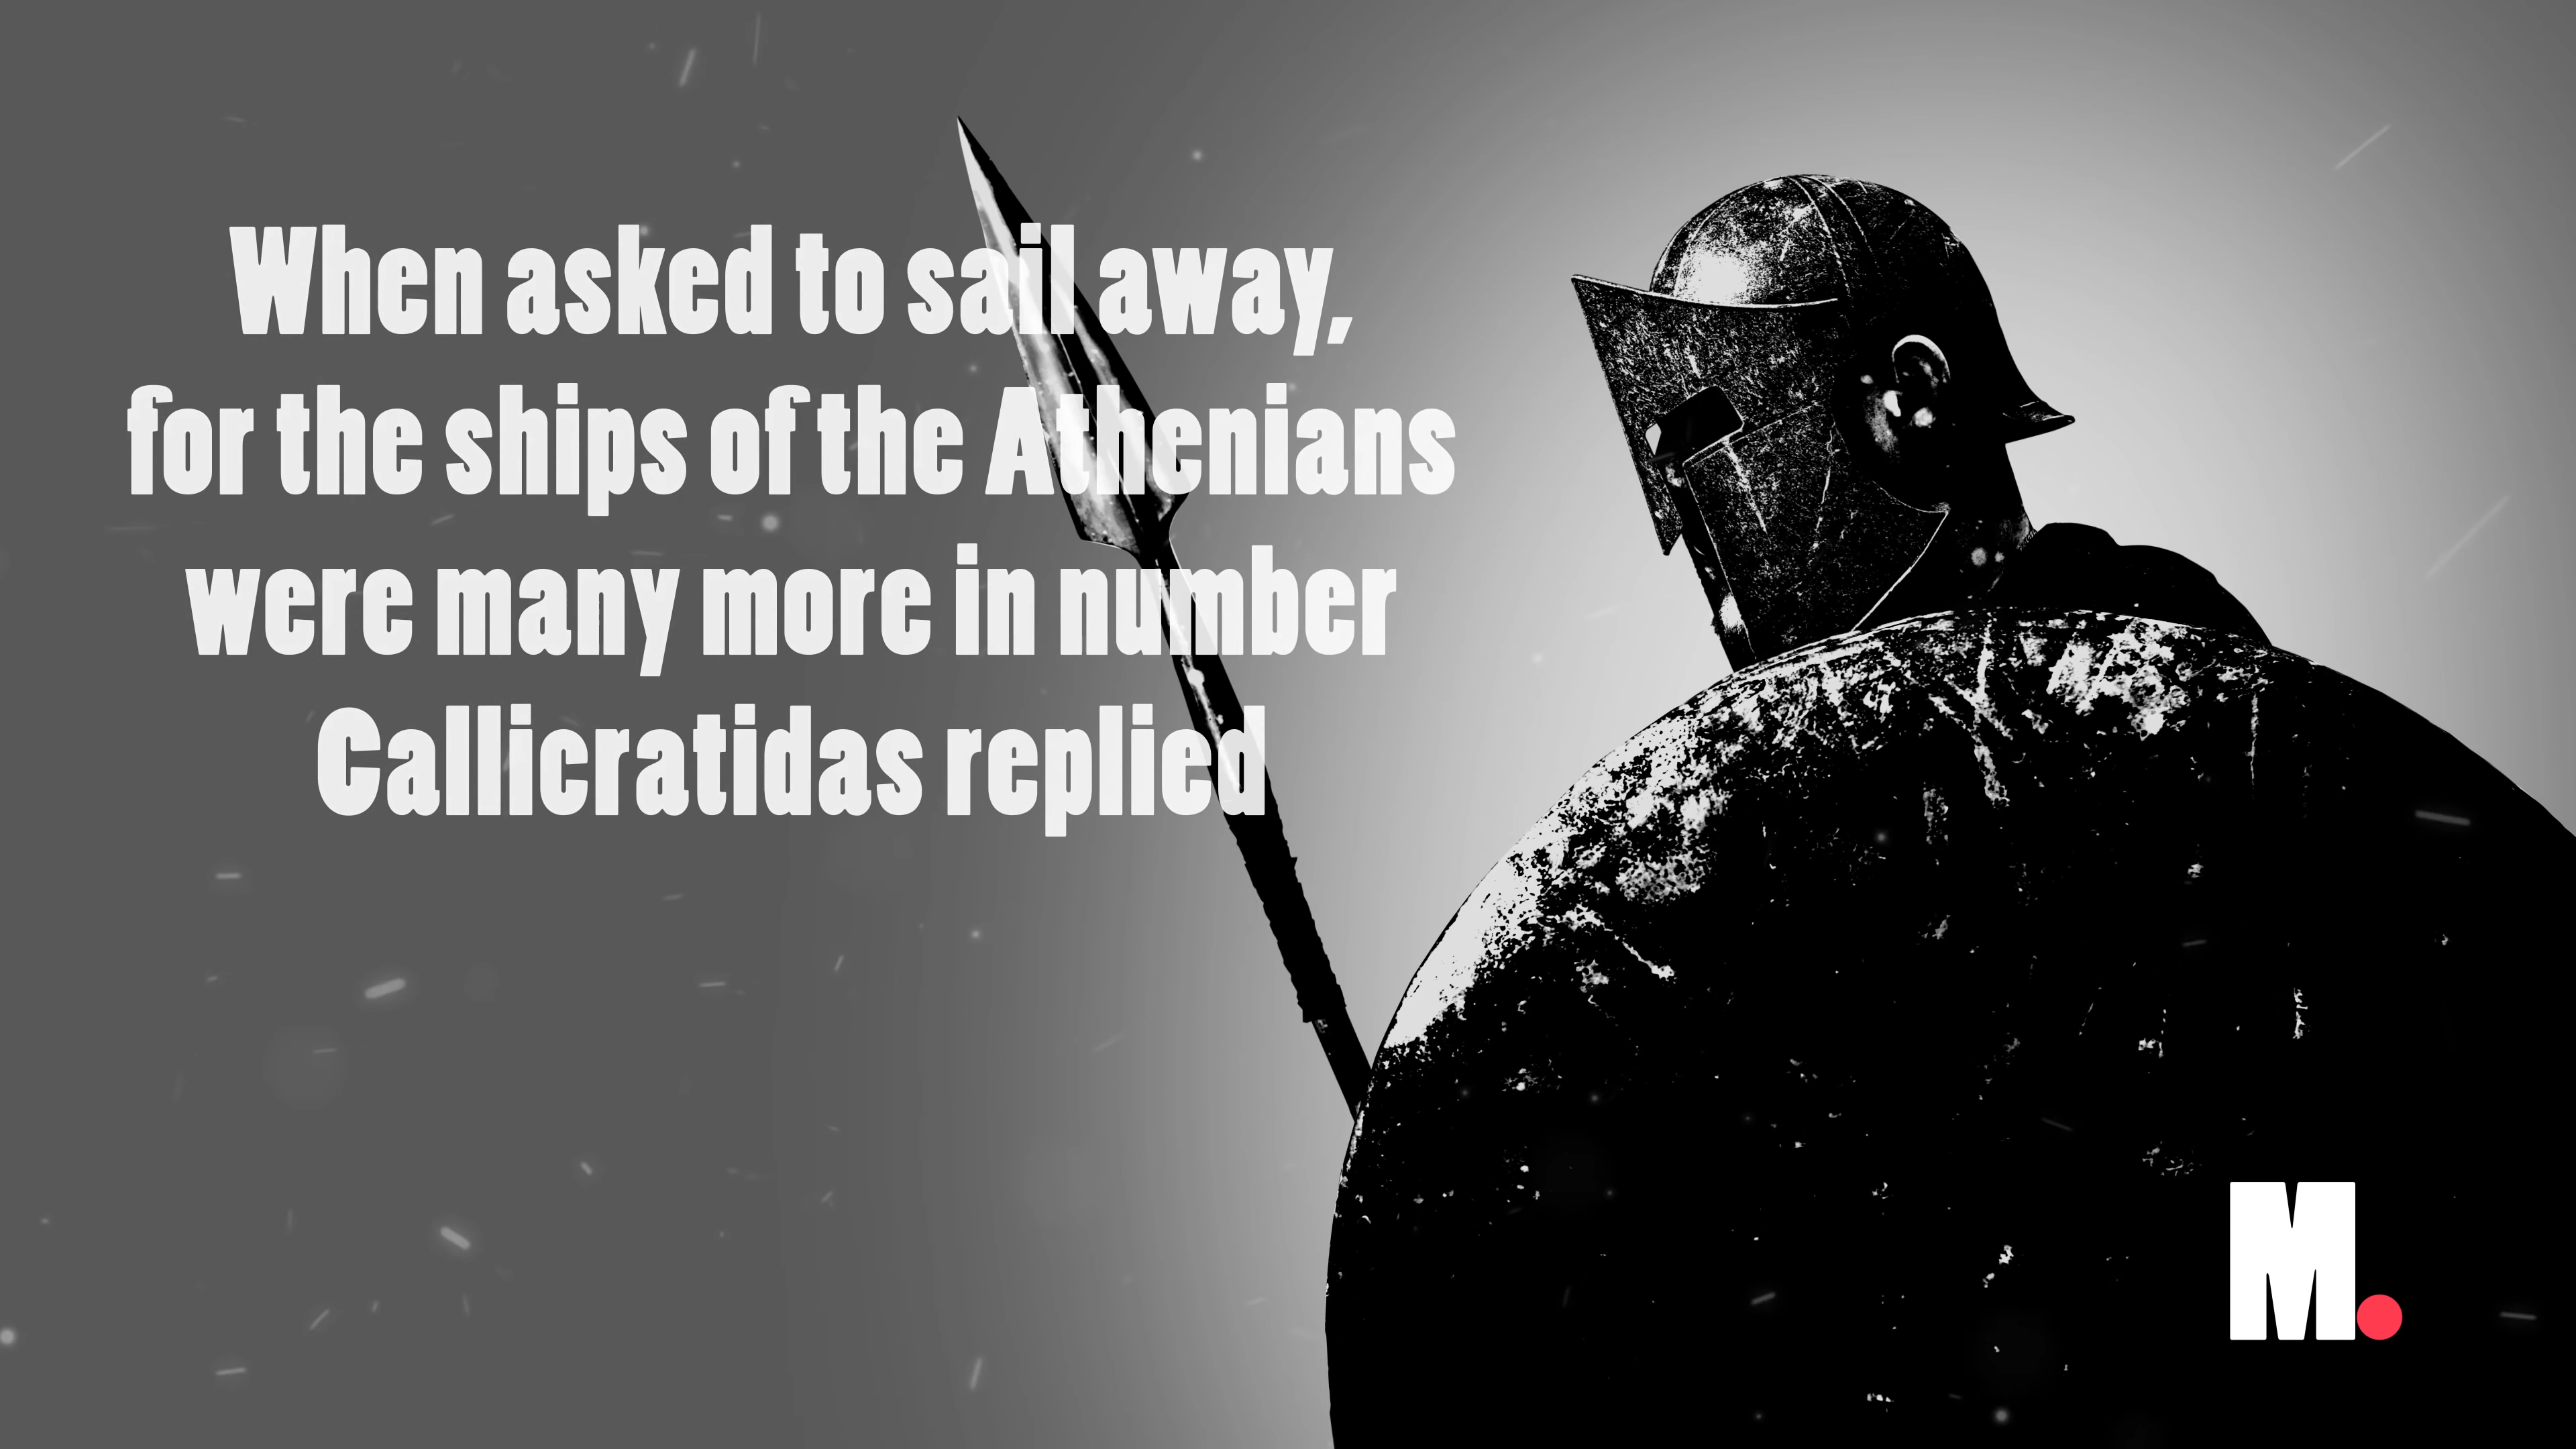 When asked to sail away,
for the ships of the Athenians
were many more in number
Callicratidas replied
M.